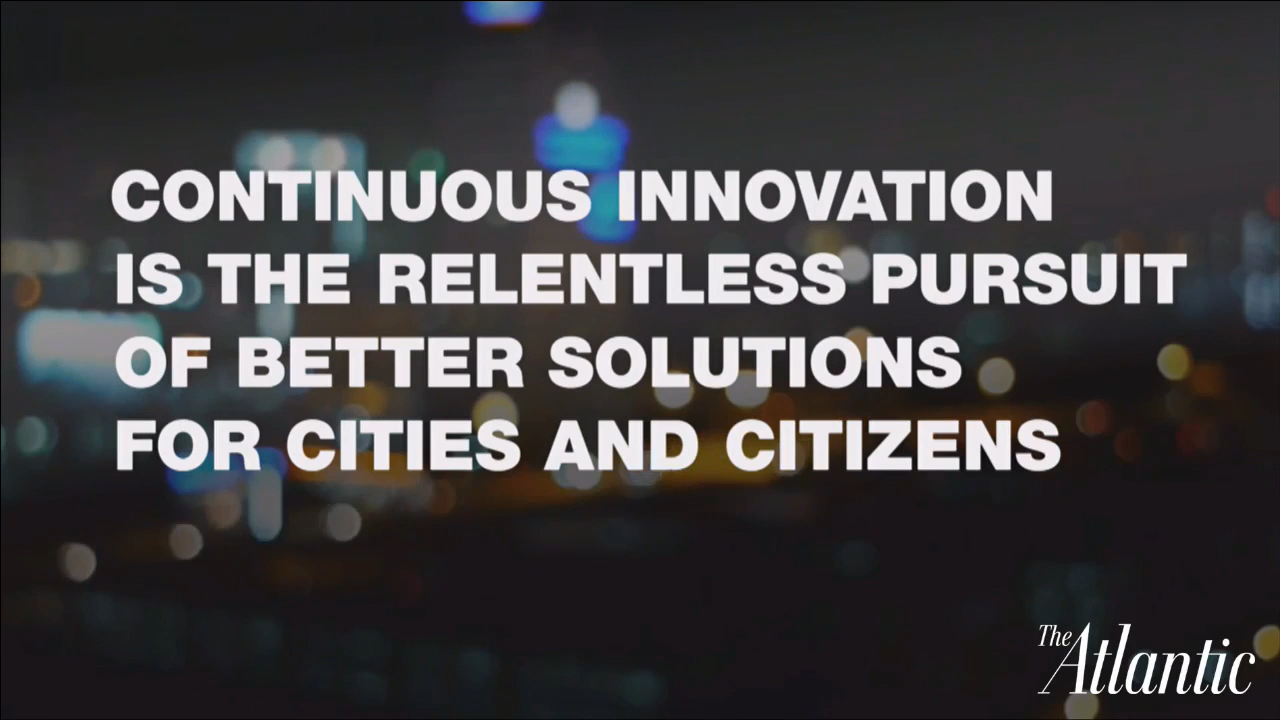 CONTINUOUS INNOVATION
IS THE RELENTLESS PURSUIT
OF BETTER SOLUTIONS
FOR CITIES AND CITIZENS
The Atlantic